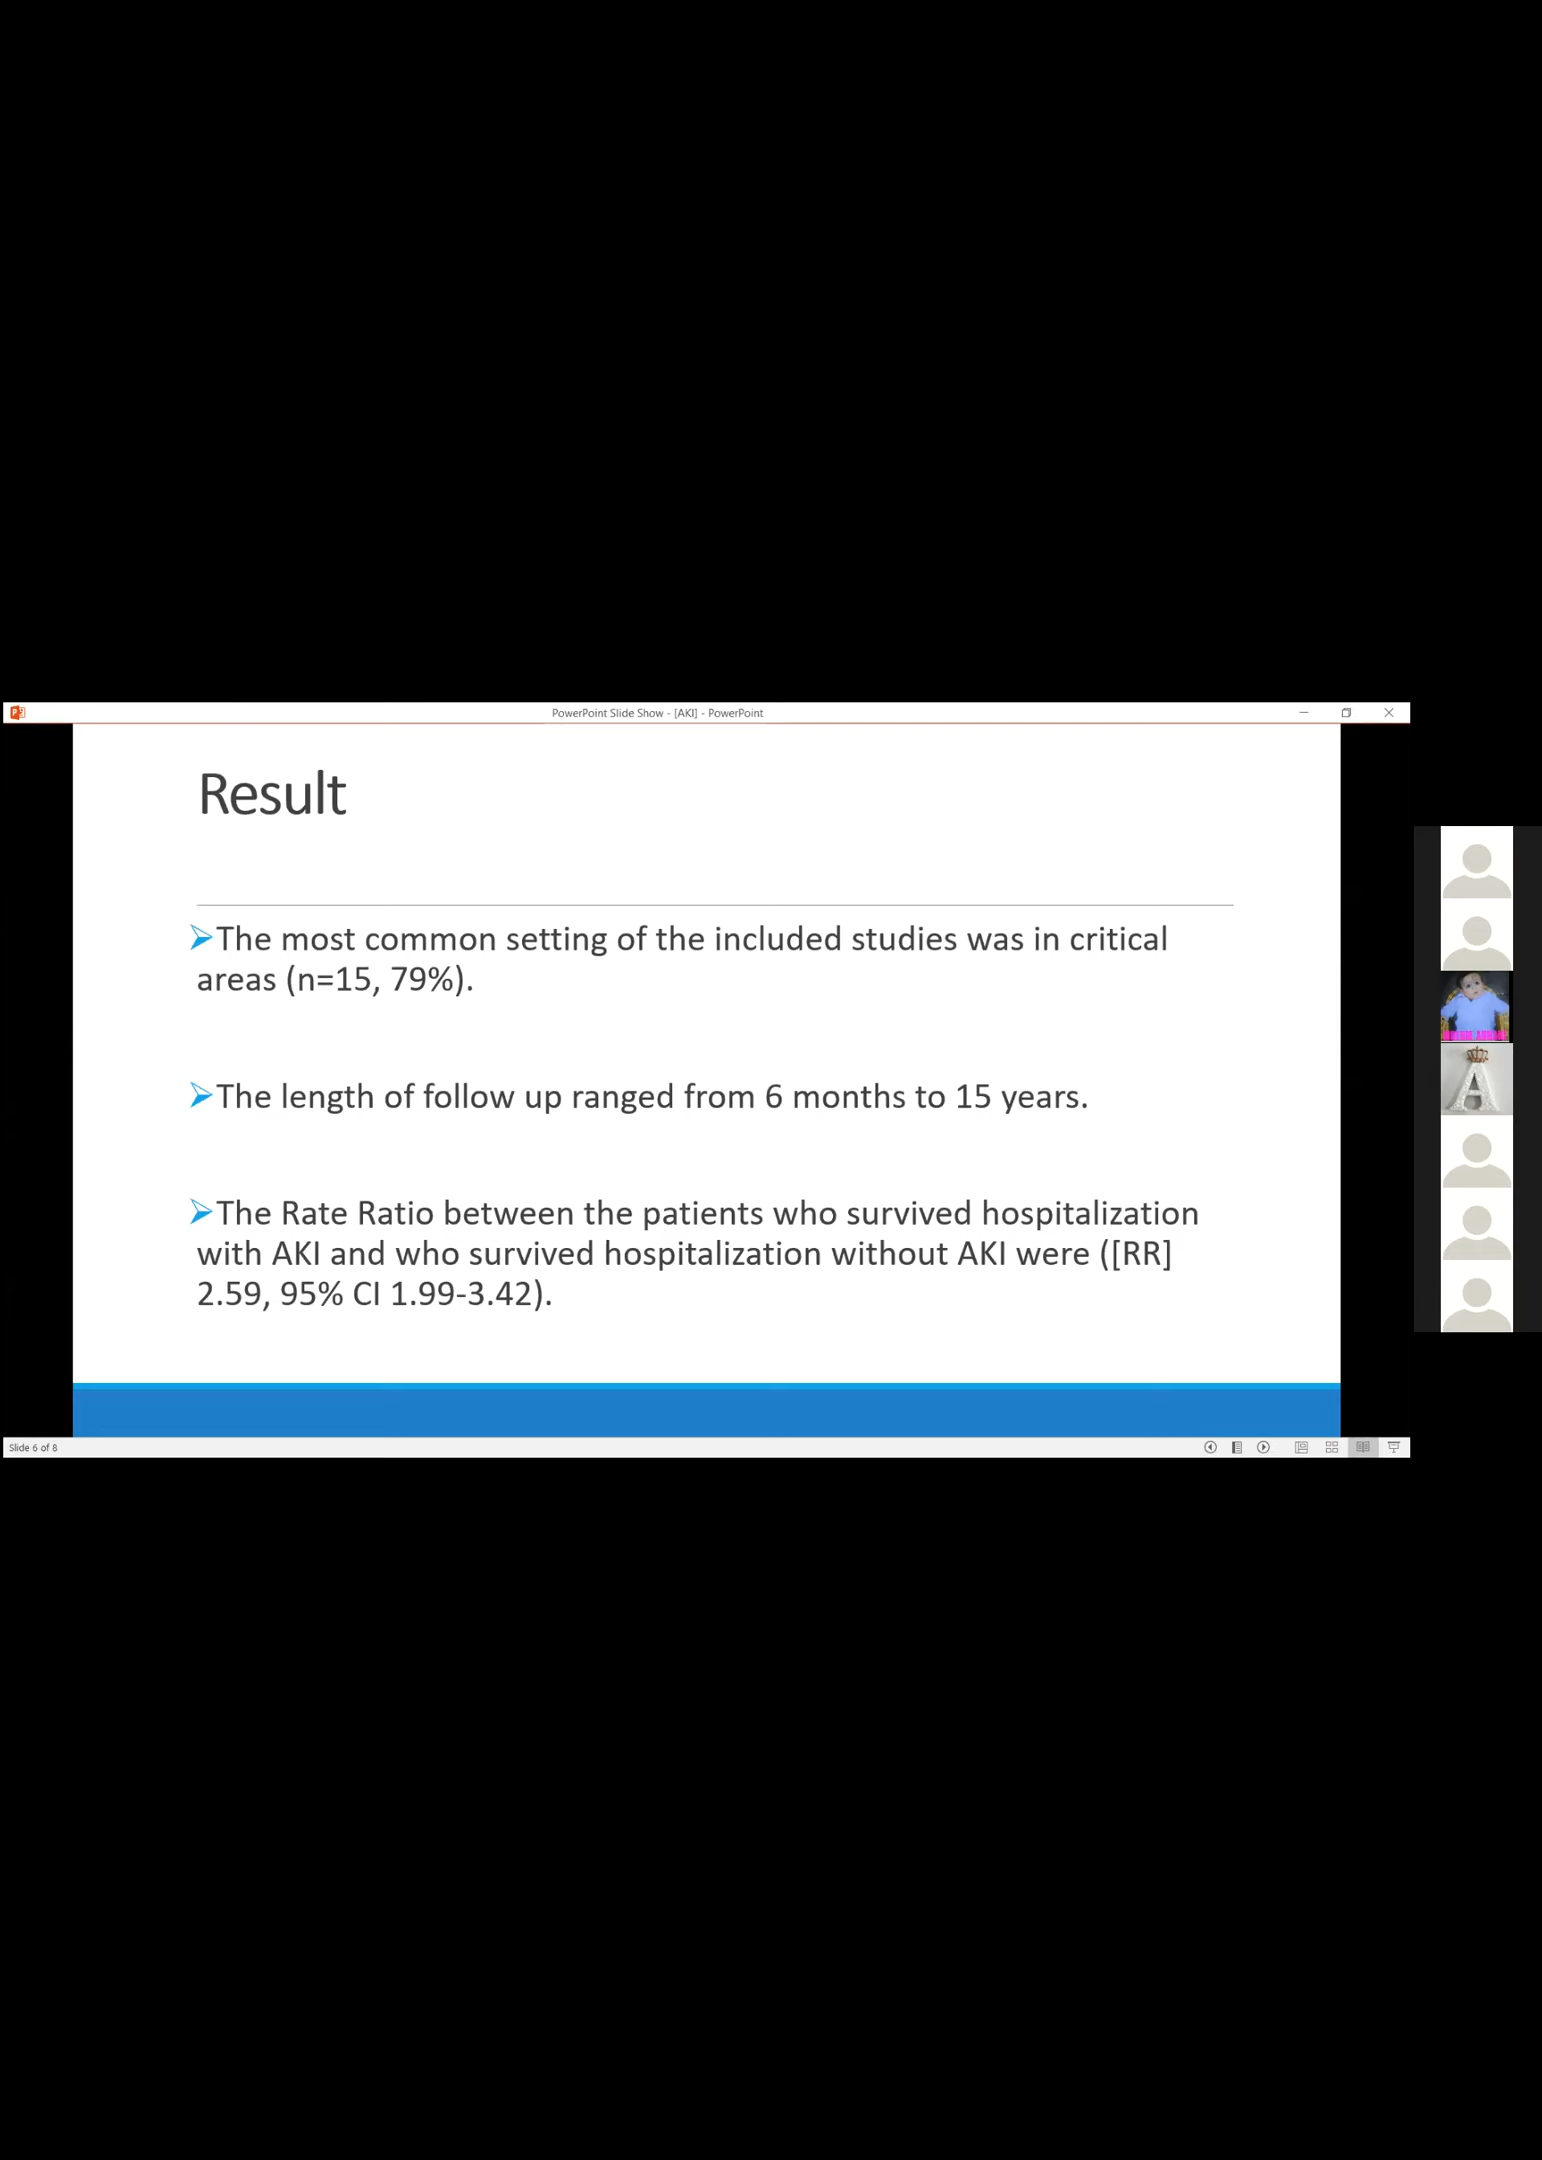 PowerPoint Slide Show - [AKI] - PowerPoint
Result
The most common setting of the included studies was in critical
areas (n=15, 79%).
The length of follow up ranged from 6 months to 15 years.
The Rate Ratio between the patients who survived hospitalization
with AKI and who survived hospitalization without AKI were ([RR]
2.59, 95% CI 1.99-3.42).
A
Slide 6 of 8